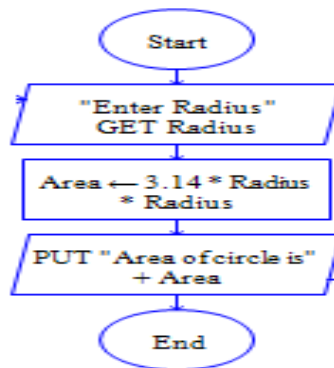 Start
"Enter Radius"
GET Radius
Area ← 3.14 * Radius
* Radius
PUT "Area of circle is"
+ Area
End